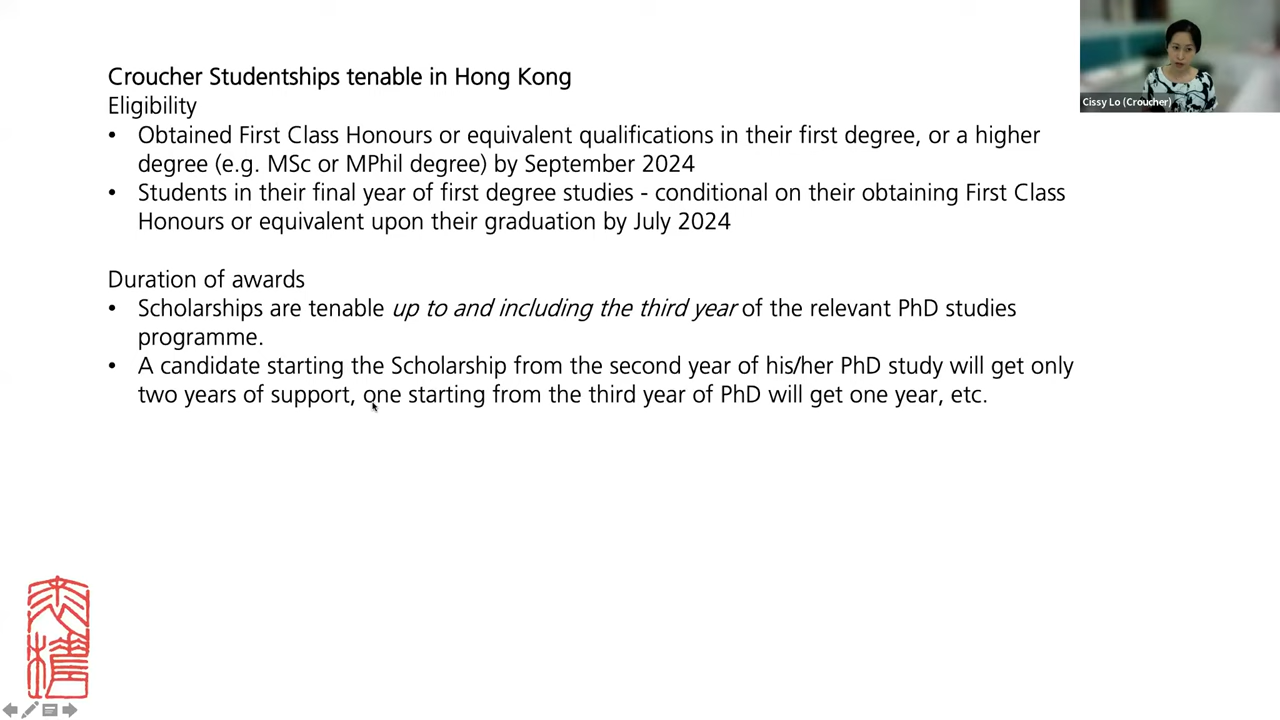 Croucher Studentships tenable in Hong Kong
Eligibility
• Obtained First Class Honours or equivalent qualifications in their first degree, or a higher
degree (e.g. MSc or MPhil degree) by September 2024
• Students in their final year of first degree studies - conditional on their obtaining First Class
Honours or equivalent upon their graduation by July 2024
Duration of awards
• Scholarships are tenable up to and including the third year of the relevant PhD studies
programme.
• A candidate starting the Scholarship from the second year of his/her PhD study will get only
two years of support, one starting from the third year of PhD will get one year, etc.
Cissy Lo (Croucher)